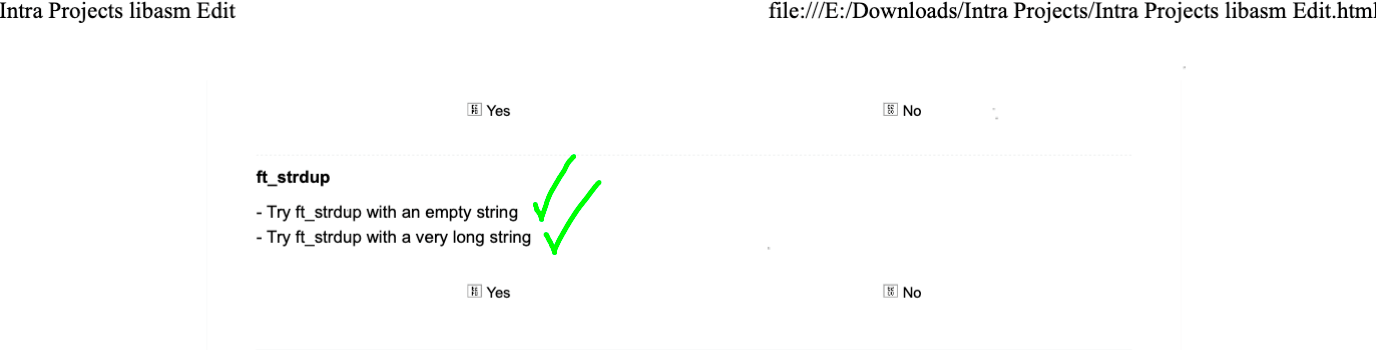 Intra Projects libasm Edit
file:///E:/Downloads/Intra Projects/Intra Projects libasm Edit.html
Yes No
ft_strdup
- Try ft_strdup with an empty string
- Try ft_strdup with a very long string
Yes No